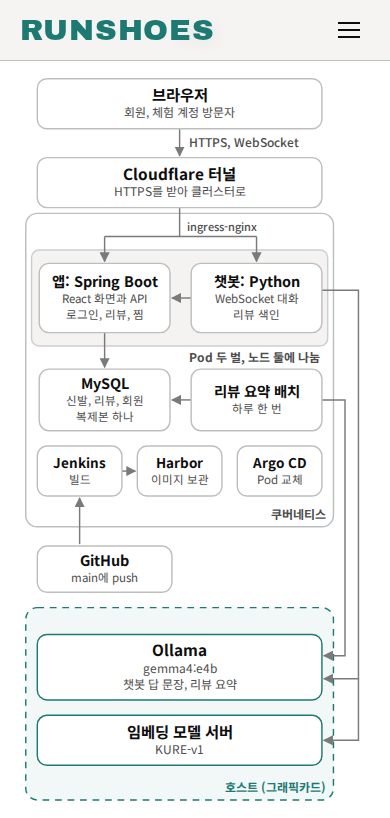 RUNSHOES
브라우저
회원, 체험 계정 방문자
HTTPS, WebSocket
Cloudflare 터널
HTTPS를 받아 클러스터로
ingress-nginx
앱: Spring Boot
React 화면과 API
로그인, 리뷰, 찜
챗봇: Python
WebSocket 대화
리뷰 색인
Pod 두 벌, 노드 둘에 나눔
MySQL
신발, 리뷰, 회원
복제본 하나
리뷰 요약 배치
하루 한 번
Jenkins
빌드
Harbor
이미지 보관
Argo CD
Pod 교체
쿠버네티스
GitHub
main에 push
Ollama
gemma4:e4b
챗봇 답 문장, 리뷰 요약
임베딩 모델 서버
KURE-v1
호스트 (그래픽카드)